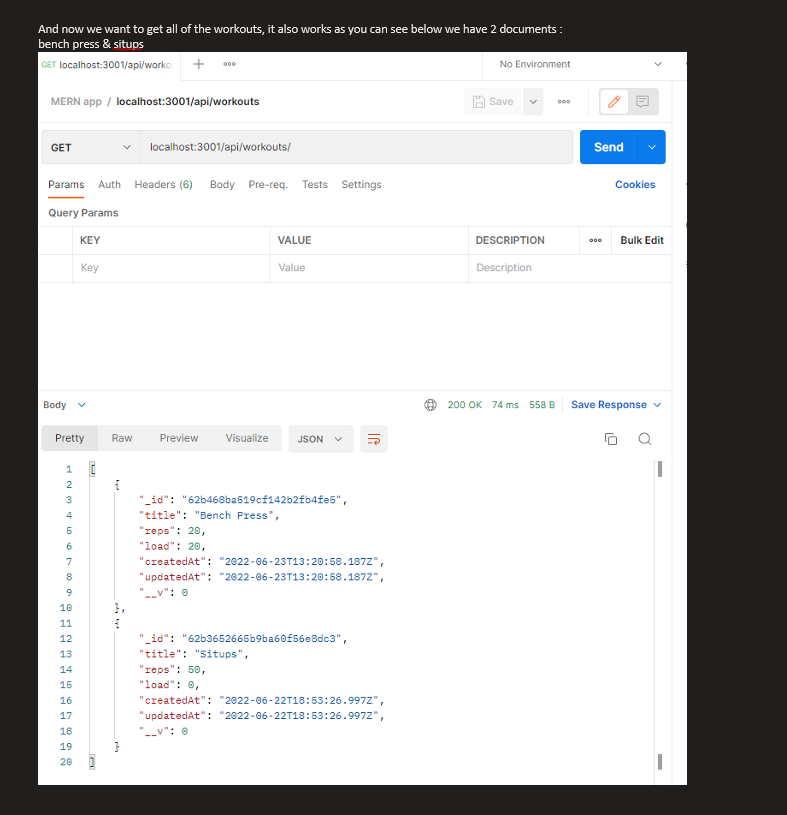 And now we want to get all of the workouts, it also works as you can see below we have 2 documents :
bench press & situps
GET localhost:3001/api/worko
No Environment
MERN app / localhost:3001/api/workouts
Save
GET localhost:3001/api/workouts/ Send
Params Auth Headers (6) Body Pre-req. Tests Settings Cookies
Query Params
KEY VALUE DESCRIPTION Bulk Edit
Key Value Description
Body 200 OK 74 ms 558 B Save Response
Pretty Raw Preview Visualize JSON
1 [
2 {
3 "_id": "62b468ba519cf142b2fb4fe5",
4 "title": "Bench Press",
5 "reps": 20,
6 "load": 20,
7 "createdAt": "2022-06-23T13:20:58.187Z",
8 "updatedAt": "2022-06-23T13:20:58.187Z",
9 "__v": 0
10 },
11 {
12 "_id": "62b3652665b9ba60f56e8dc3",
13 "title": "Situps",
14 "reps": 50,
15 "load": 0,
16 "createdAt": "2022-06-22T18:53:26.997Z",
17 "updatedAt": "2022-06-22T18:53:26.997Z",
18 "__v": 0
19 }
20 ]